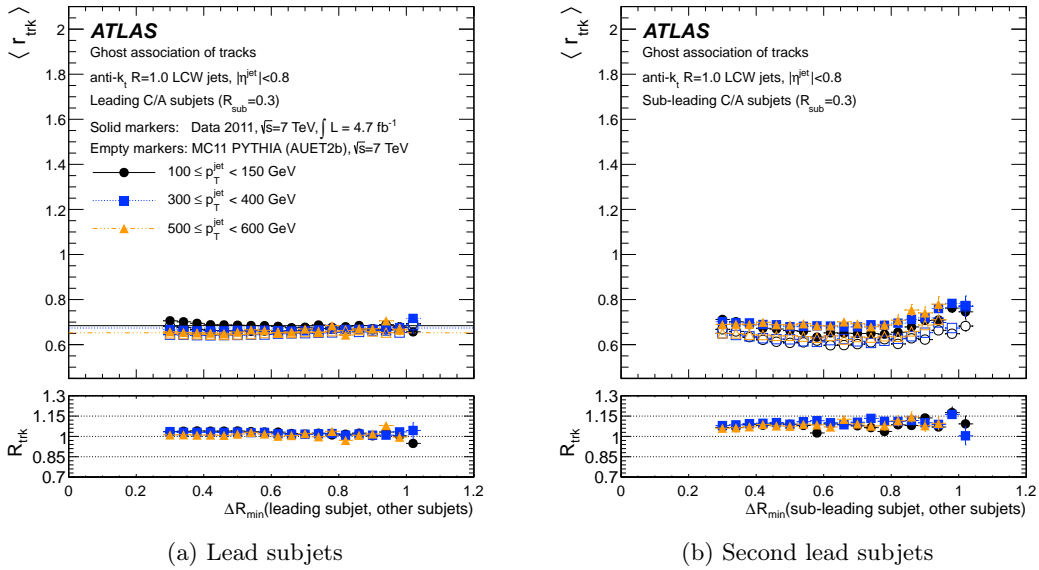 ⟨ r_trk ⟩
ATLAS
Ghost association of tracks
anti-k_t R=1.0 LCW jets, |η^jet|<0.8
Leading C/A subjets (R_sub=0.3)
Solid markers: Data 2011, √s=7 TeV, ∫ L = 4.7 fb⁻¹
Empty markers: MC11 PYTHIA (AUET2b), √s=7 TeV
100 ≤ p_T^jet < 150 GeV
300 ≤ p_T^jet < 400 GeV
500 ≤ p_T^jet < 600 GeV
2
1.8
1.6
1.4
1.2
1
0.8
0.6
R_trk
1.3
1.15
1
0.85
0.7
0 0.2 0.4 0.6 0.8 1 1.2
ΔR_min(leading subjet, other subjets)
(a) Lead subjets
⟨ r_trk ⟩
ATLAS
Ghost association of tracks
anti-k_t R=1.0 LCW jets, |η^jet|<0.8
Sub-leading C/A subjets (R_sub=0.3)
2
1.8
1.6
1.4
1.2
1
0.8
0.6
R_trk
1.3
1.15
1
0.85
0.7
0 0.2 0.4 0.6 0.8 1 1.2
ΔR_min(sub-leading subjet, other subjets)
(b) Second lead subjets